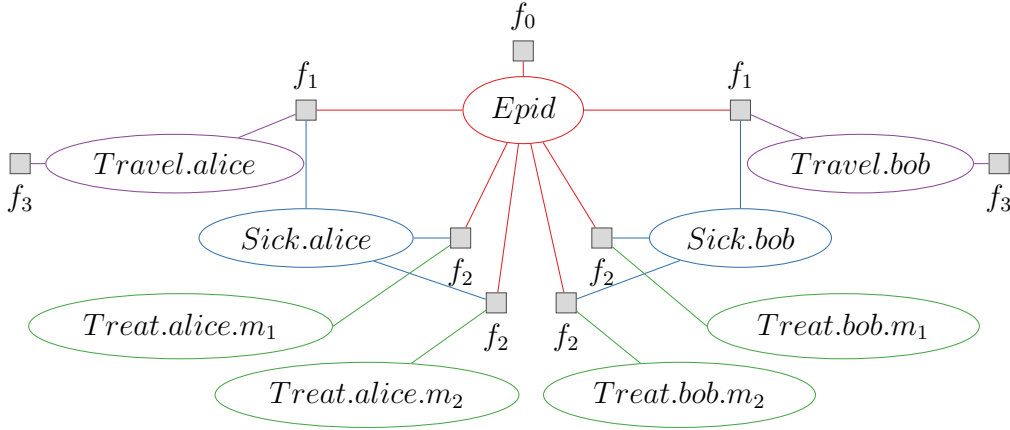 f₀
f₁ f₁
Epid
Travel.alice Travel.bob
f₃ f₃
Sick.alice Sick.bob
f₂ f₂
Treat.alice.m₁ Treat.bob.m₁
f₂ f₂
Treat.alice.m₂ Treat.bob.m₂